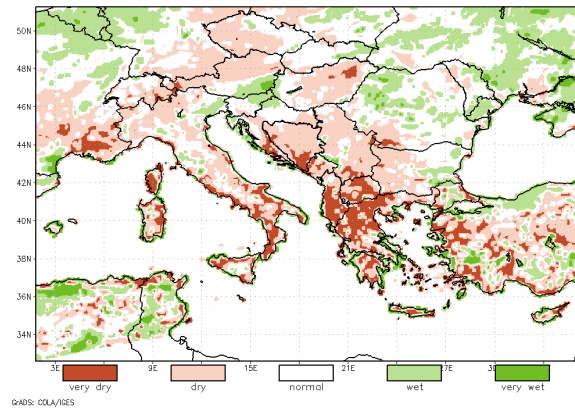 50N
48N
46N
44N
42N
40N
38N
36N
34N
3E 9E 15E 21E 27E
very dry dry normal wet very wet
GrADS: COLA/IGES